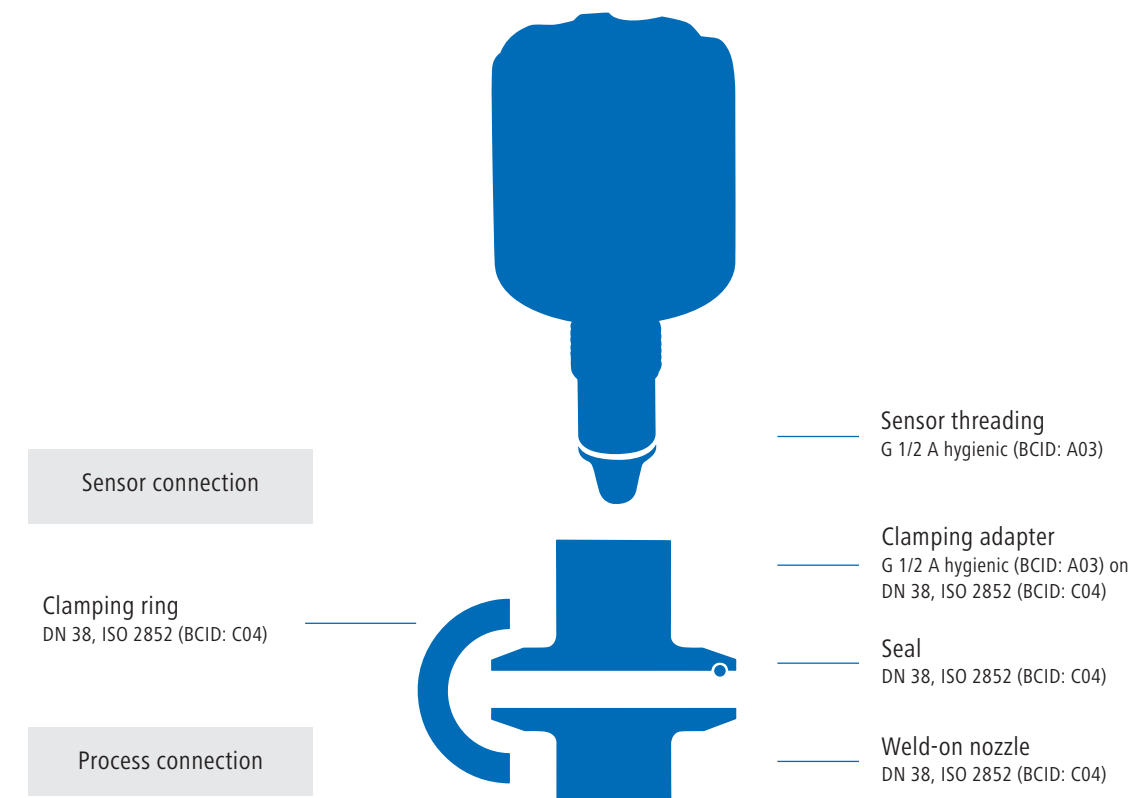 Sensor threading
G 1/2 A hygienic (BCID: A03)
Sensor connection
Clamping adapter
G 1/2 A hygienic (BCID: A03) on
DN 38, ISO 2852 (BCID: C04)
Clamping ring
DN 38, ISO 2852 (BCID: C04)
Seal
DN 38, ISO 2852 (BCID: C04)
Process connection
Weld-on nozzle
DN 38, ISO 2852 (BCID: C04)